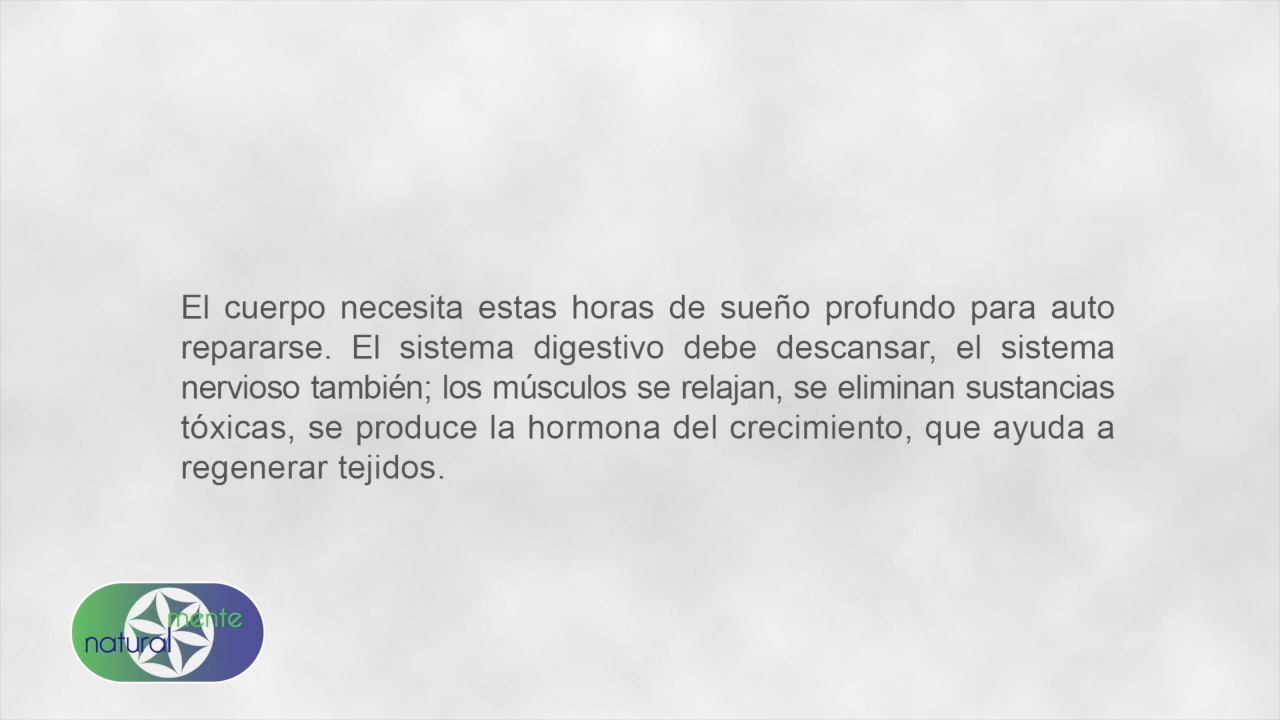 El cuerpo necesita estas horas de sueño profundo para auto
repararse. El sistema digestivo debe descansar, el sistema
nervioso también; los músculos se relajan, se eliminan sustancias
tóxicas, se produce la hormona del crecimiento, que ayuda a
regenerar tejidos.
natural
mente